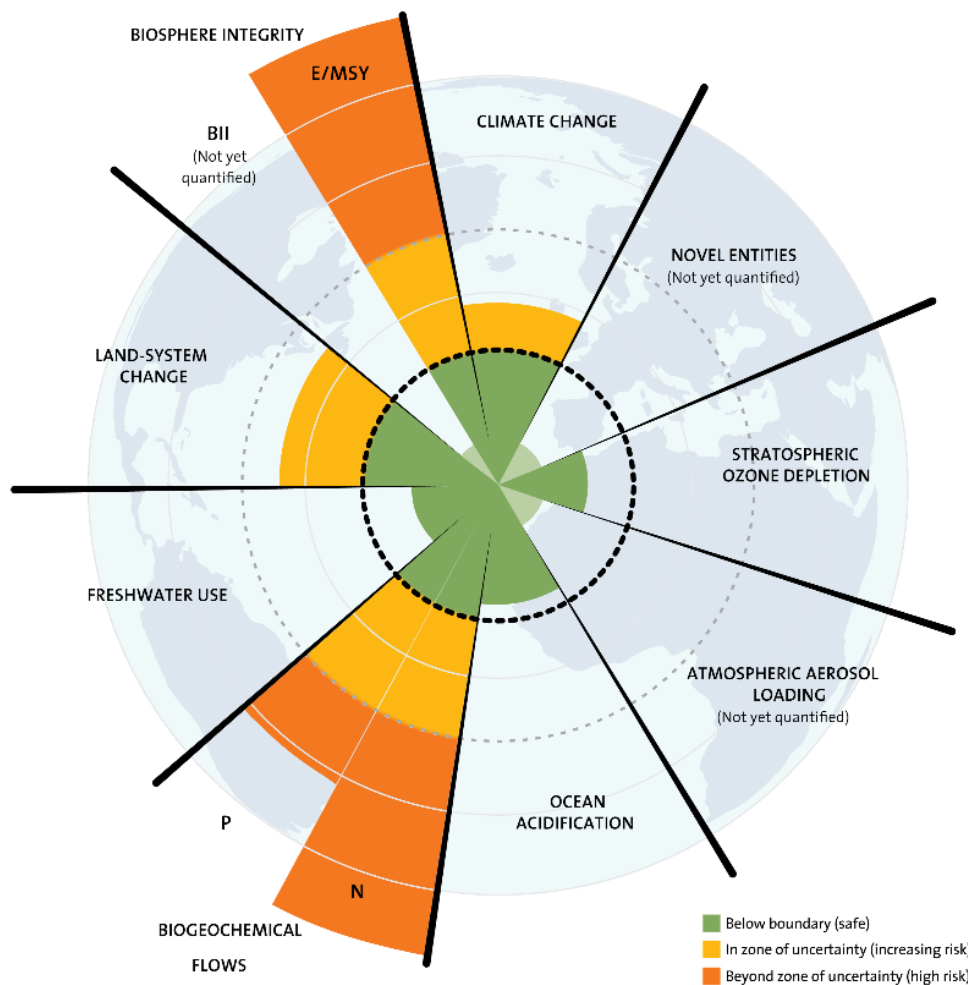 BIOSPHERE INTEGRITY
E/MSY
BII
(Not yet
quantified)
CLIMATE CHANGE
NOVEL ENTITIES
(Not yet quantified)
LAND-SYSTEM
CHANGE
STRATOSPHERIC
OZONE DEPLETION
FRESHWATER USE
ATMOSPHERIC AEROSOL
LOADING
(Not yet quantified)
OCEAN
ACIDIFICATION
P
N
BIOGEOCHEMICAL
FLOWS
Below boundary (safe)
In zone of uncertainty (increasing risk)
Beyond zone of uncertainty (high risk)